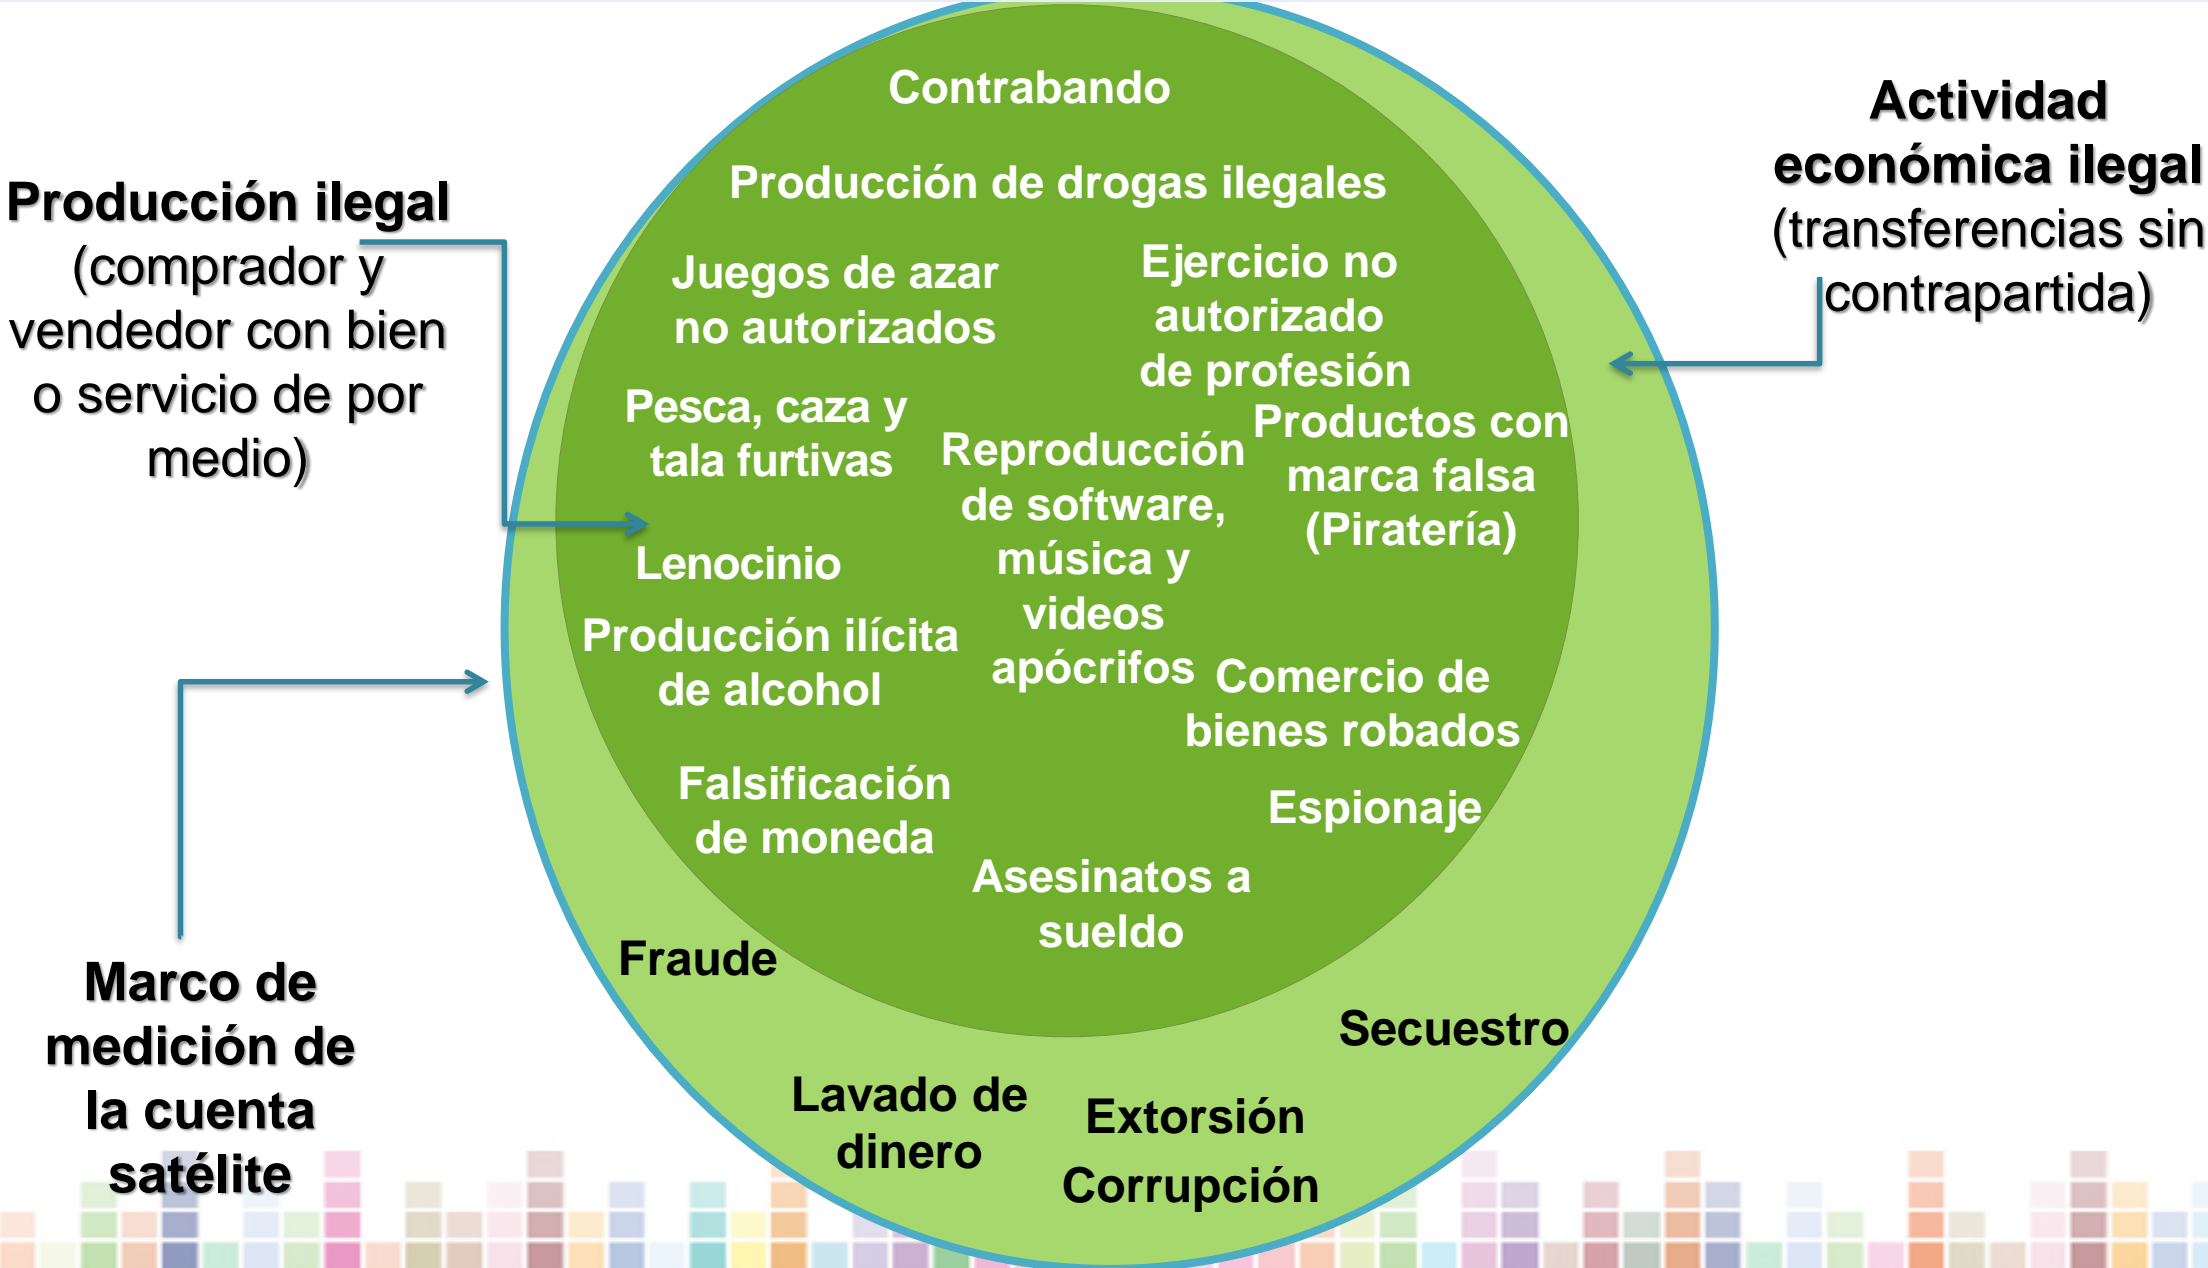 Contrabando
Producción de drogas ilegales
Juegos de azar
no autorizados
Ejercicio no
autorizado
de profesión
Pesca, caza y
tala furtivas
Reproducción
de software,
música y
videos
apócrifos
Productos con
marca falsa
(Piratería)
Lenocinio
Producción ilícita
de alcohol
Comercio de
bienes robados
Falsificación
de moneda
Espionaje
Asesinatos a
sueldo
Fraude
Secuestro
Lavado de
dinero
Extorsión
Corrupción
Producción ilegal
(comprador y
vendedor con bien
o servicio de por
medio)
Actividad
económica ilegal
(transferencias sin
contrapartida)
Marco de
medición de
la cuenta
satélite